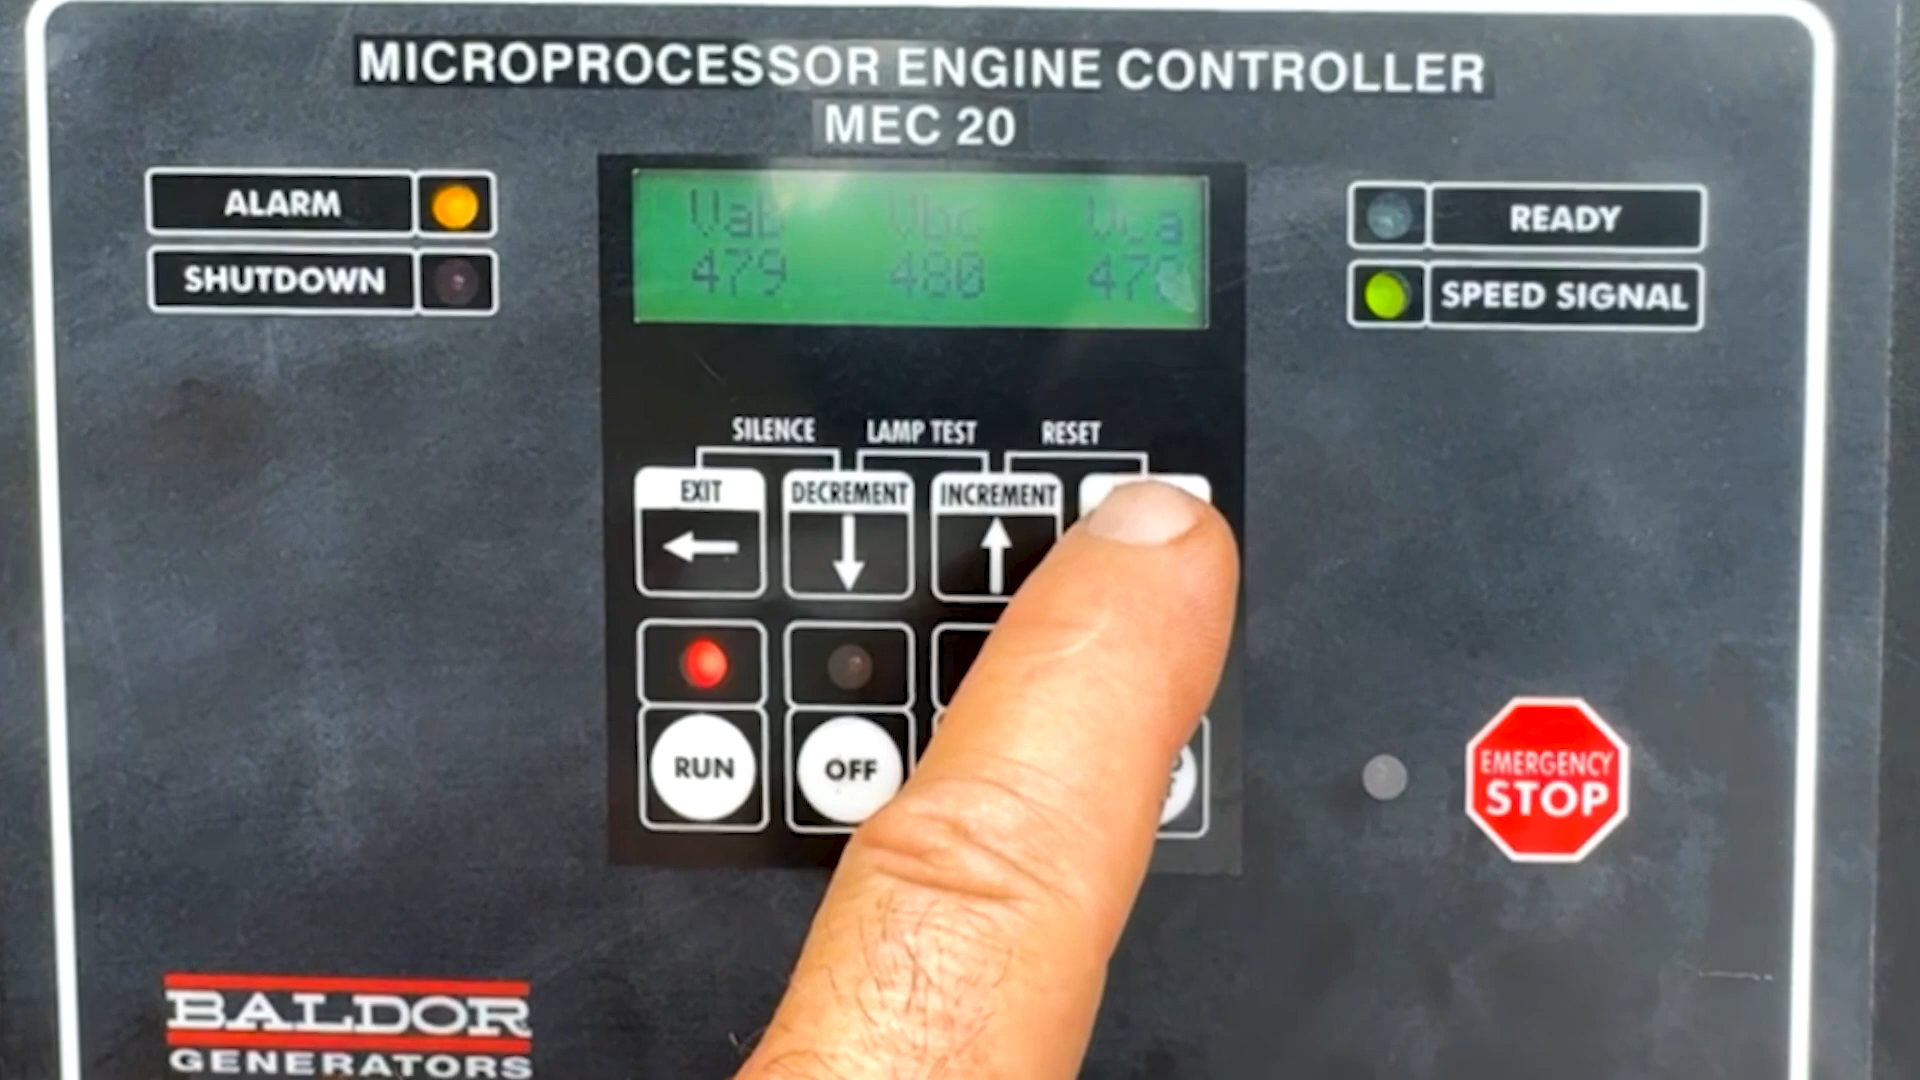 MICROPROCESSOR ENGINE CONTROLLER
MEC 20
ALARM
SHUTDOWN
Vab Vbc Vca
479 480
READY
SPEED SIGNAL
SILENCE LAMP TEST RESET
EXIT DECREMENT INCREMENT
RUN OFF
EMERGENCY
STOP
BALDOR
GENERATORS